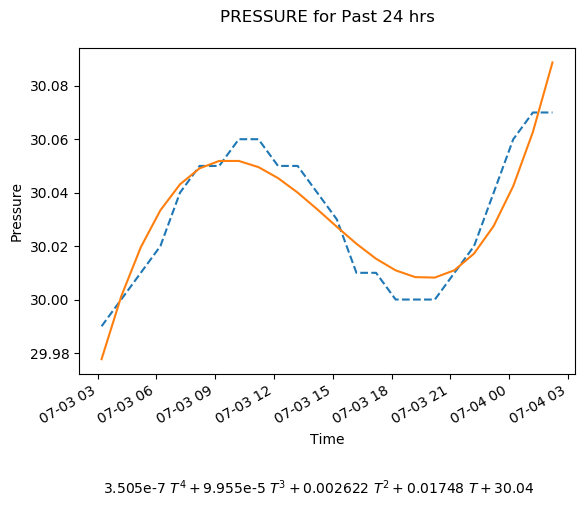 PRESSURE for Past 24 hrs
30.08
30.06
Pressure
30.04
30.02
30.00
29.98
07-03 03 07-03 06 07-03 09 07-03 12 07-03 15 07-03 18 07-03 21 07-04 00 07-04 03
Time
3.505e-7 T⁴ + 9.955e-5 T³ + 0.002622 T² + 0.01748 T + 30.04